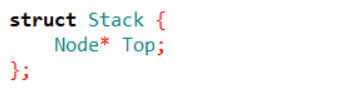 struct Stack {
    Node* Top;
};